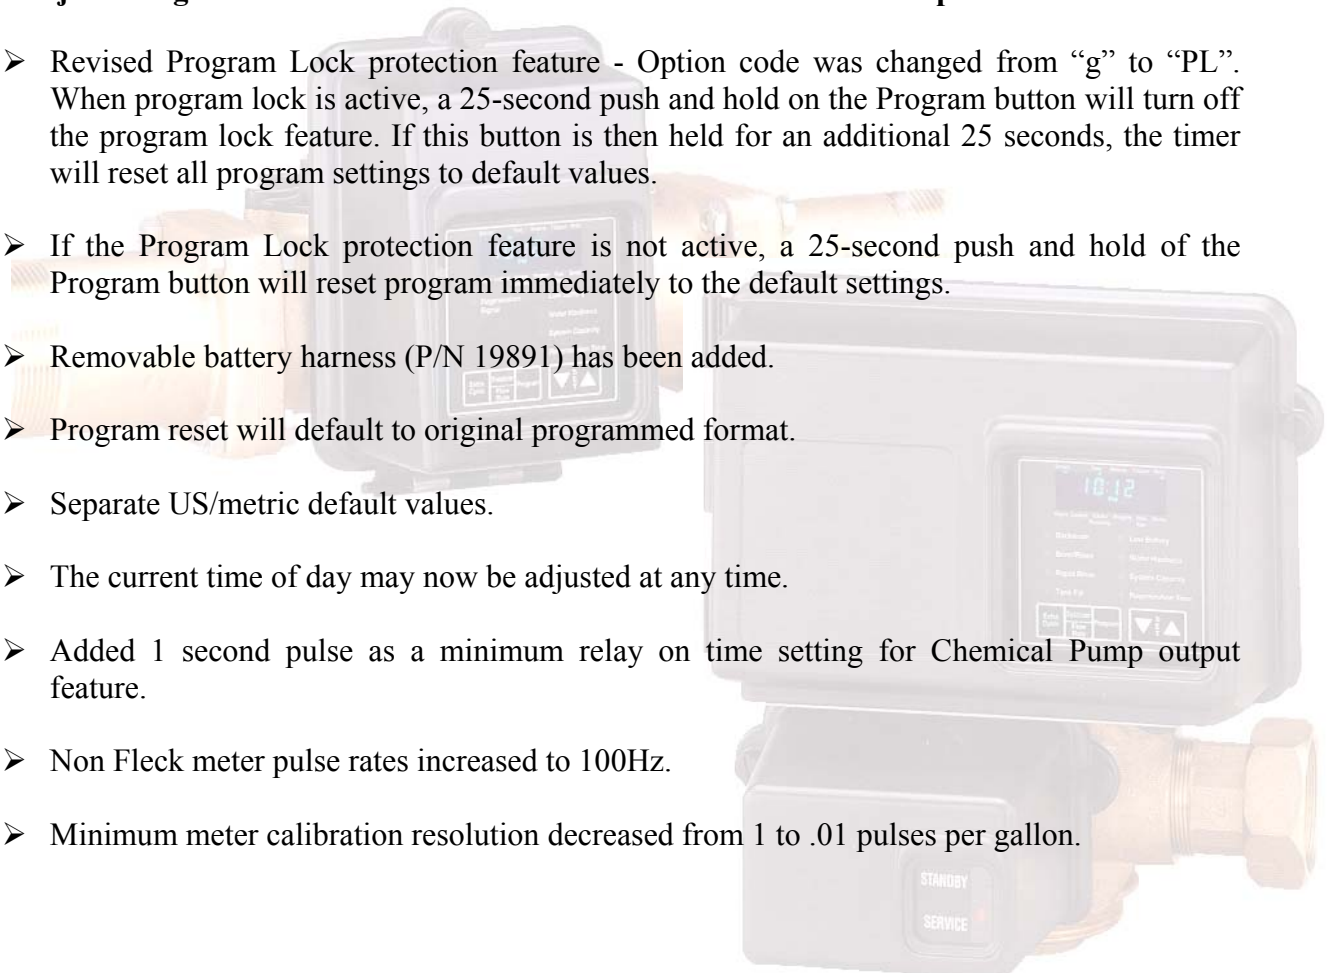 ➢ Revised Program Lock protection feature - Option code was changed from “g” to “PL”.
When program lock is active, a 25-second push and hold on the Program button will turn off
the program lock feature. If this button is then held for an additional 25 seconds, the timer
will reset all program settings to default values.
➢ If the Program Lock protection feature is not active, a 25-second push and hold of the
Program button will reset program immediately to the default settings.
➢ Removable battery harness (P/N 19891) has been added.
➢ Program reset will default to original programmed format.
➢ Separate US/metric default values.
10:12
➢ The current time of day may now be adjusted at any time.
➢ Added 1 second pulse as a minimum relay on time setting for Chemical Pump output
feature.
➢ Non Fleck meter pulse rates increased to 100Hz.
➢ Minimum meter calibration resolution decreased from 1 to .01 pulses per gallon.
STANDBY
SERVICE